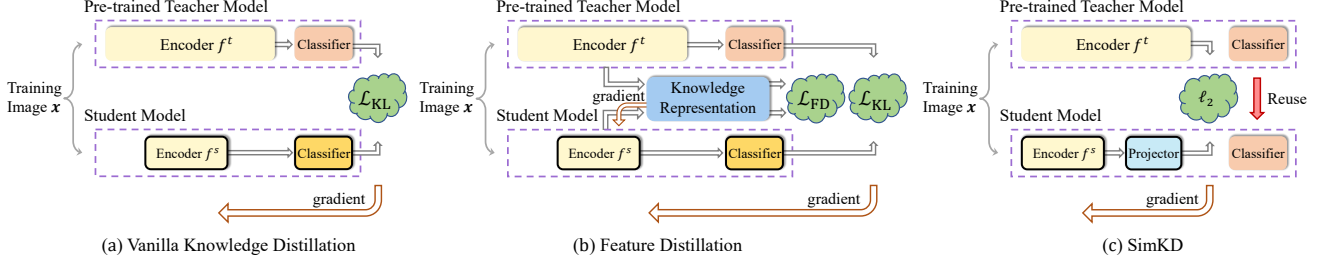 Pre-trained Teacher Model
Encoder f^t
Classifier
Training
Image x
ℒ_KL
Student Model
Encoder f^s
Classifier
gradient
(a) Vanilla Knowledge Distillation
Pre-trained Teacher Model
Encoder f^t
Classifier
Training
Image x
gradient
Knowledge
Representation
ℒ_FD
ℒ_KL
Student Model
Encoder f^s
Classifier
gradient
(b) Feature Distillation
Pre-trained Teacher Model
Encoder f^t
Classifier
Training
Image x
ℓ_2
Reuse
Student Model
Encoder f^s
Projector
Classifier
gradient
(c) SimKD